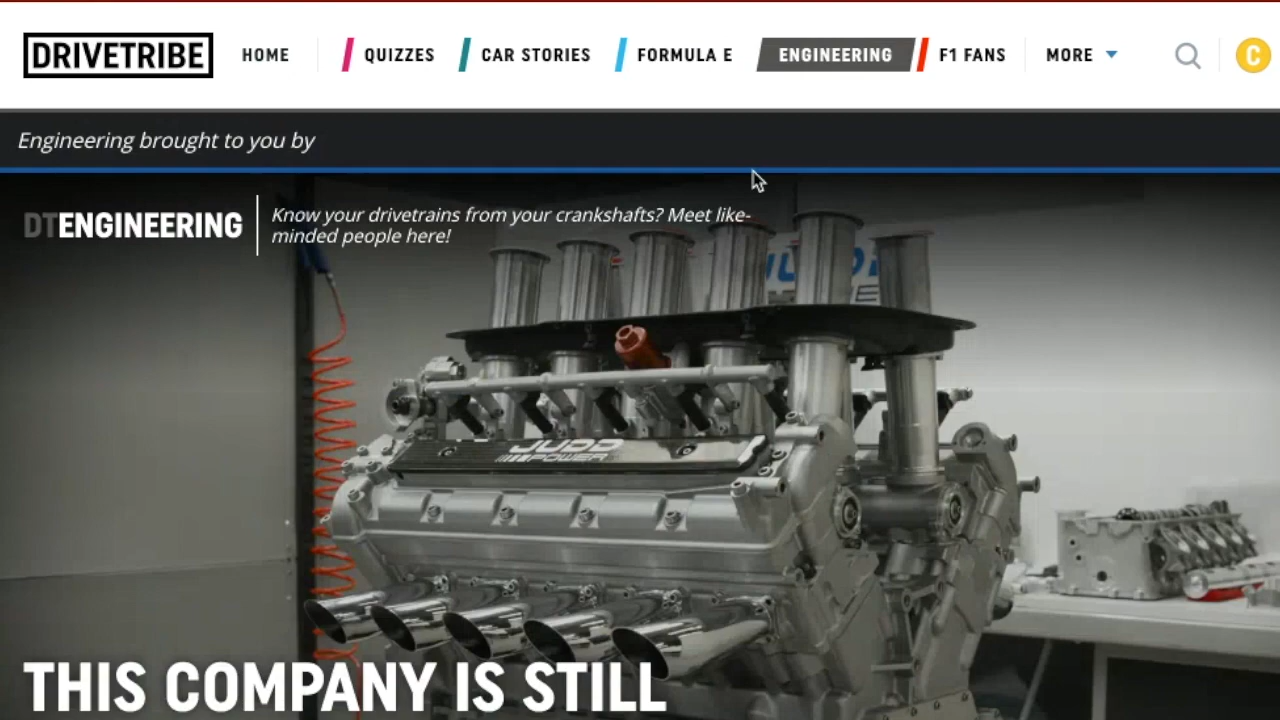 DRIVETRIBE
HOME
QUIZZES
CAR STORIES
FORMULA E
ENGINEERING
F1 FANS
MORE
C
Engineering brought to you by
DTENGINEERING
Know your drivetrains from your crankshafts? Meet like-
minded people here!
JUDD
POWER
THIS COMPANY IS STILL